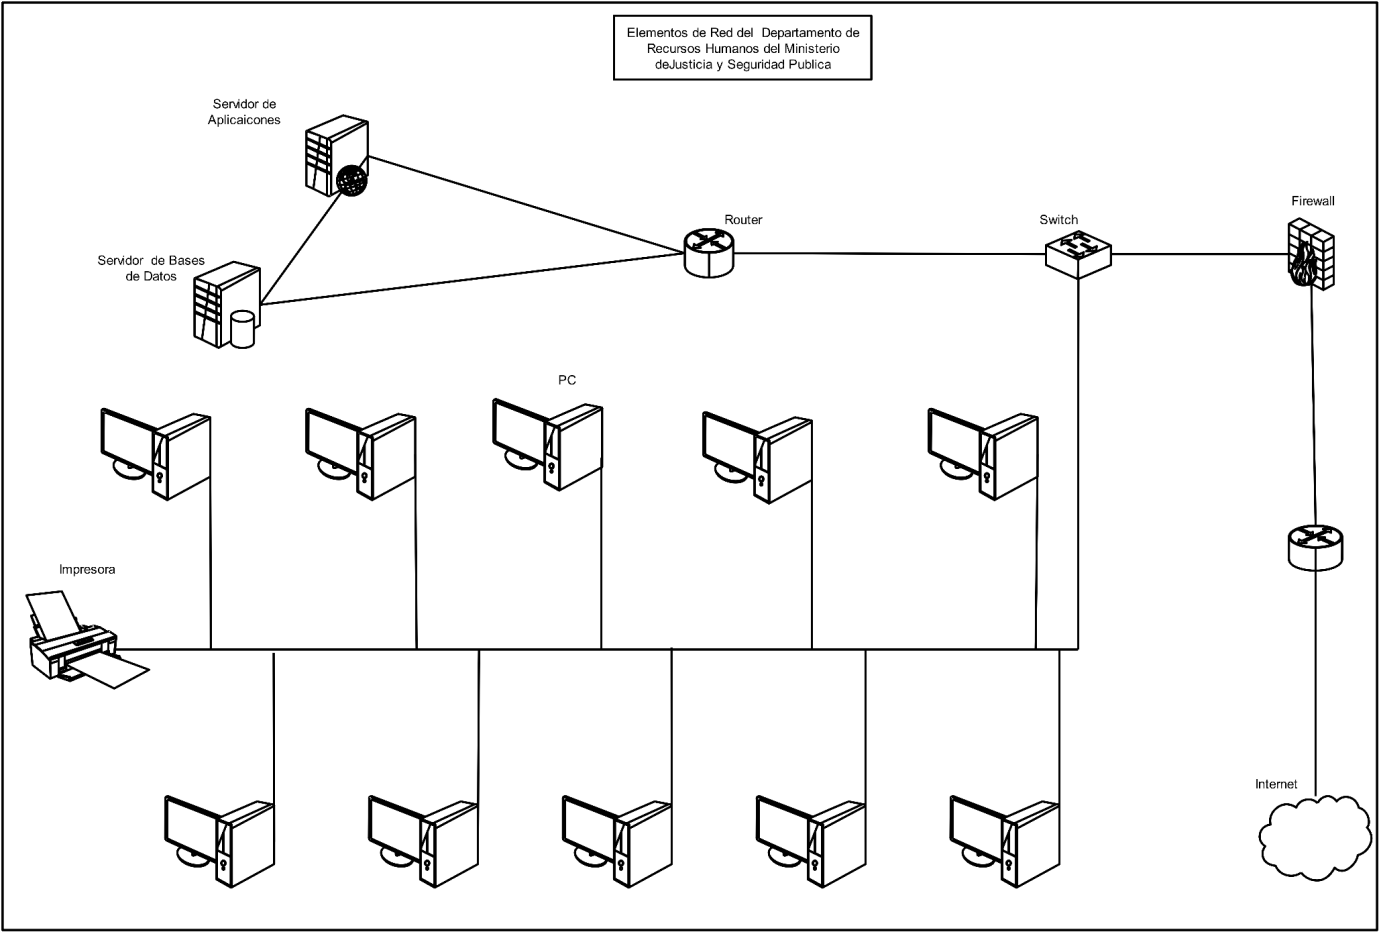 Elementos de Red del  Departamento de
Recursos Humanos del Ministerio
deJusticia y Seguridad Publica
Servidor de
Aplicaicones
Servidor  de Bases
de Datos
Router
Switch
Firewall
PC
Impresora
Internet